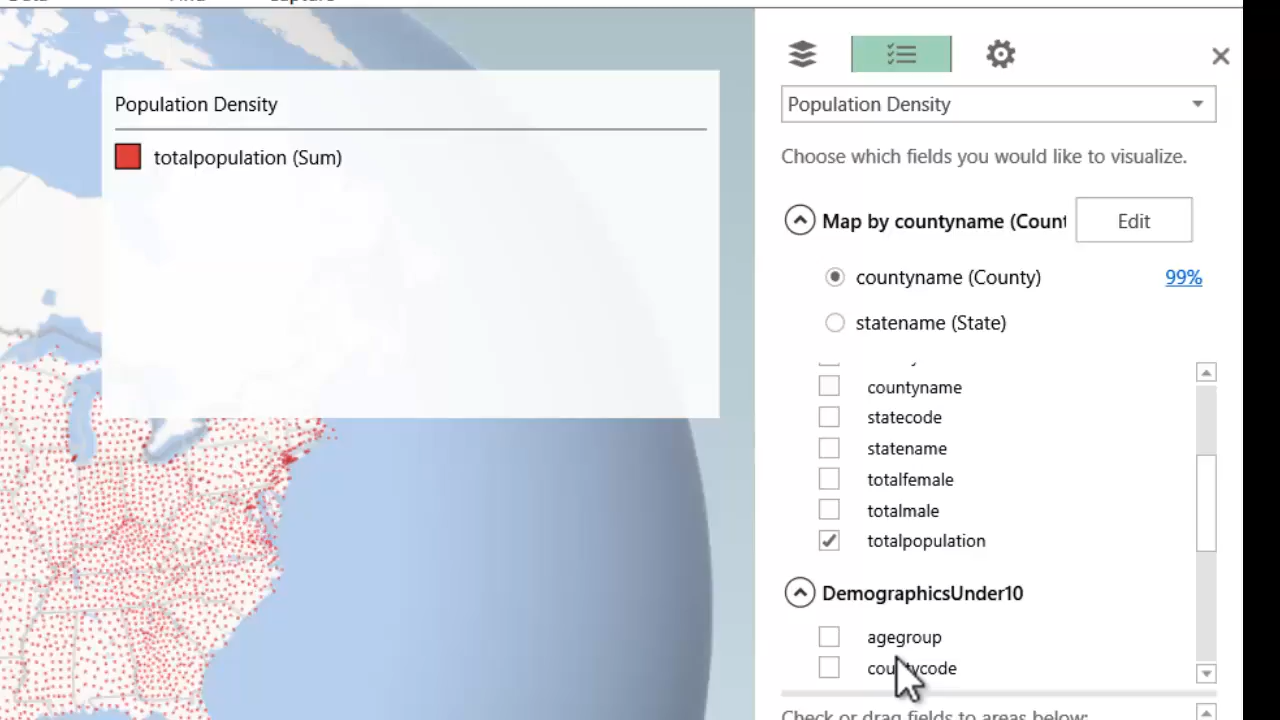 Population Density
totalpopulation (Sum)
Population Density
Choose which fields you would like to visualize.
Map by countyname (Count
Edit
countyname (County)
99%
statename (State)
countyname
statecode
statename
totalfemale
totalmale
totalpopulation
DemographicsUnder10
agegroup
countycode
Check or drag fields to areas below: